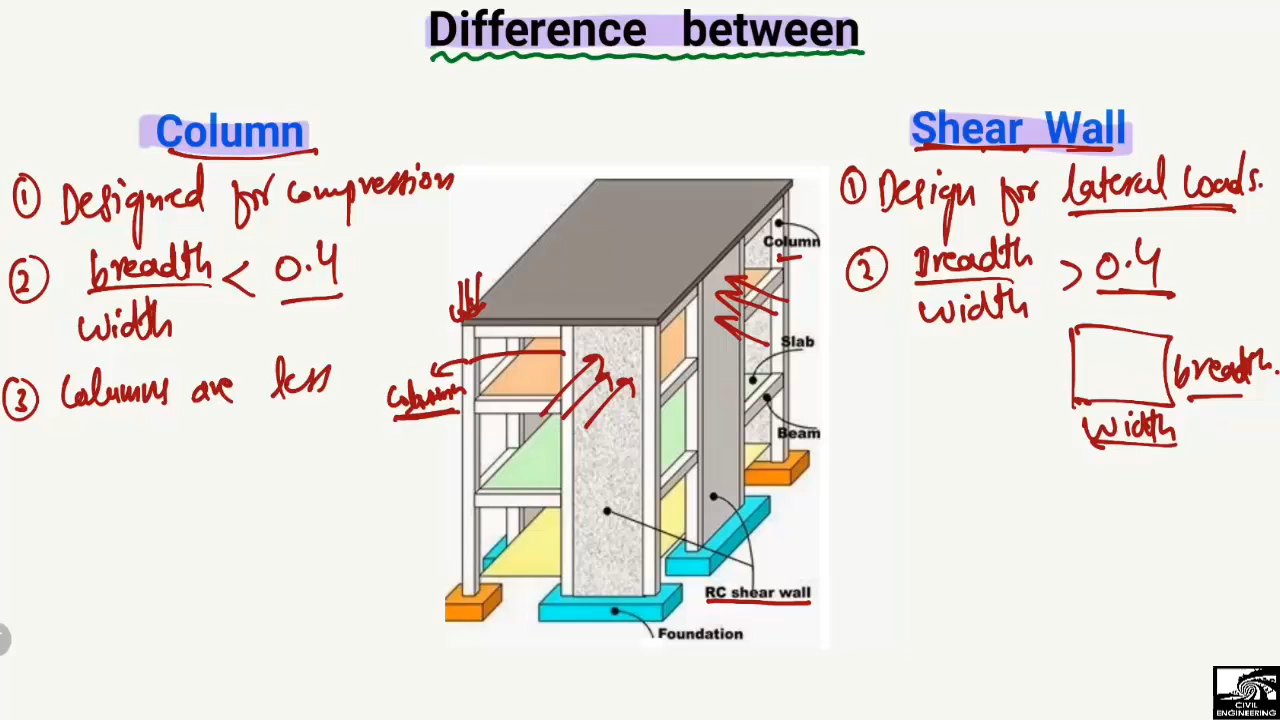 Difference between
Column
① Designed for compression
② breadth < 0.4
width
③ Columns are less
Column
Column
Slab
Beam
RC shear wall
Foundation
Shear Wall
① Design for lateral loads.
② Breadth > 0.4
width
breadth.
width
CIVIL
ENGINEERING